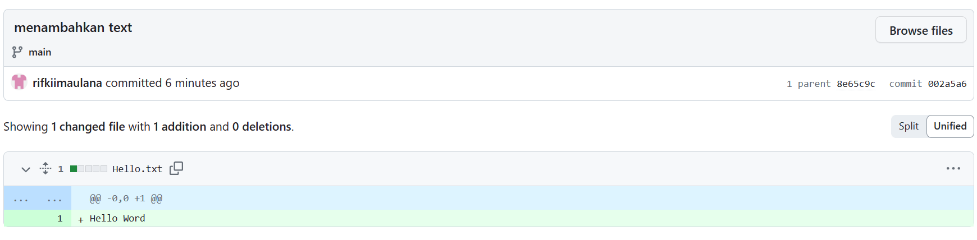 menambahkan text
Browse files
main
rifkiimaulana committed 6 minutes ago
1 parent 8e65c9c commit 002a5a6
Showing 1 changed file with 1 addition and 0 deletions.
Split Unified
1 Hello.txt
... ... @@ -0,0 +1 @@
1 + Hello Word